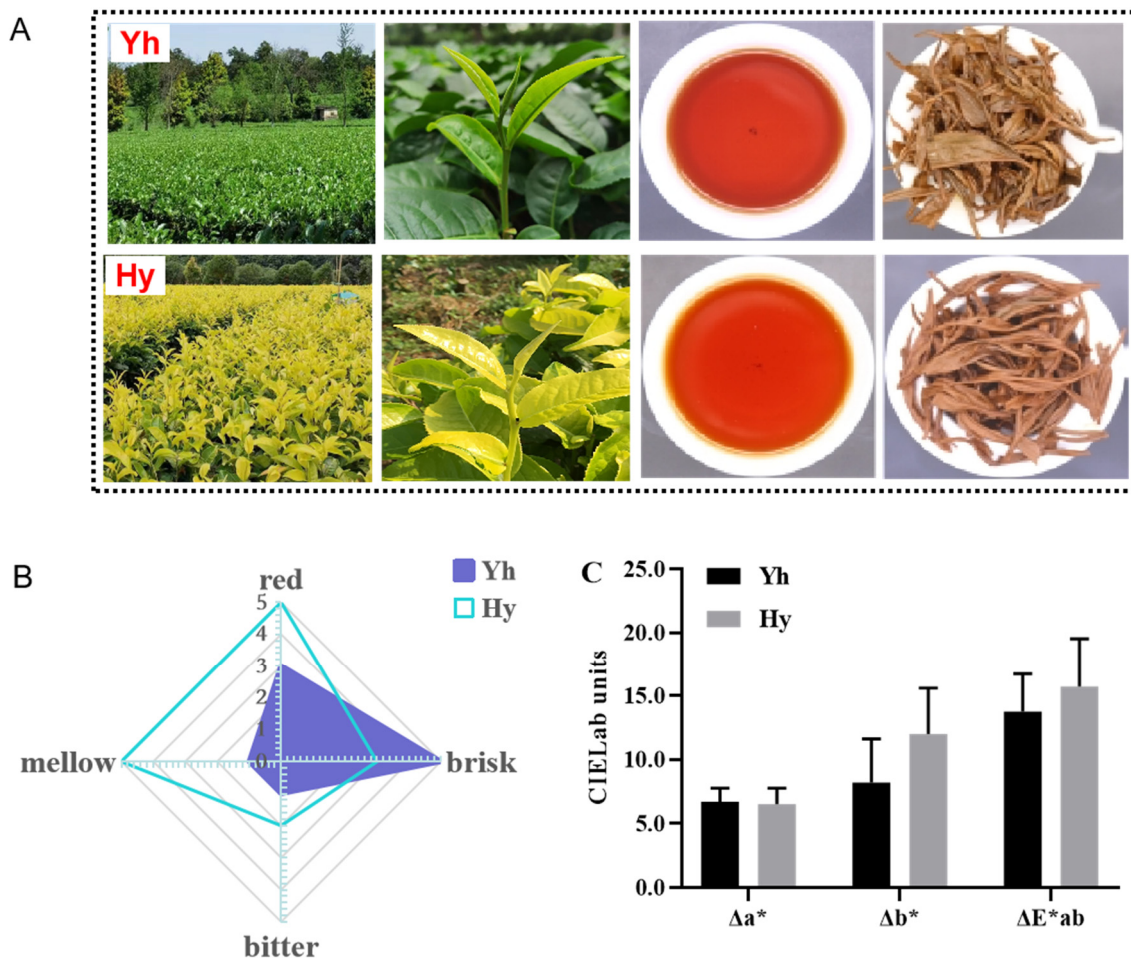 A
Yh
Hy
B
red
5
4
3
2
1
0
mellow
brisk
bitter
Yh
Hy
C
25.0
20.0
15.0
10.0
5.0
0.0
CIELab units
Yh
Hy
Δa*
Δb*
ΔE*ab